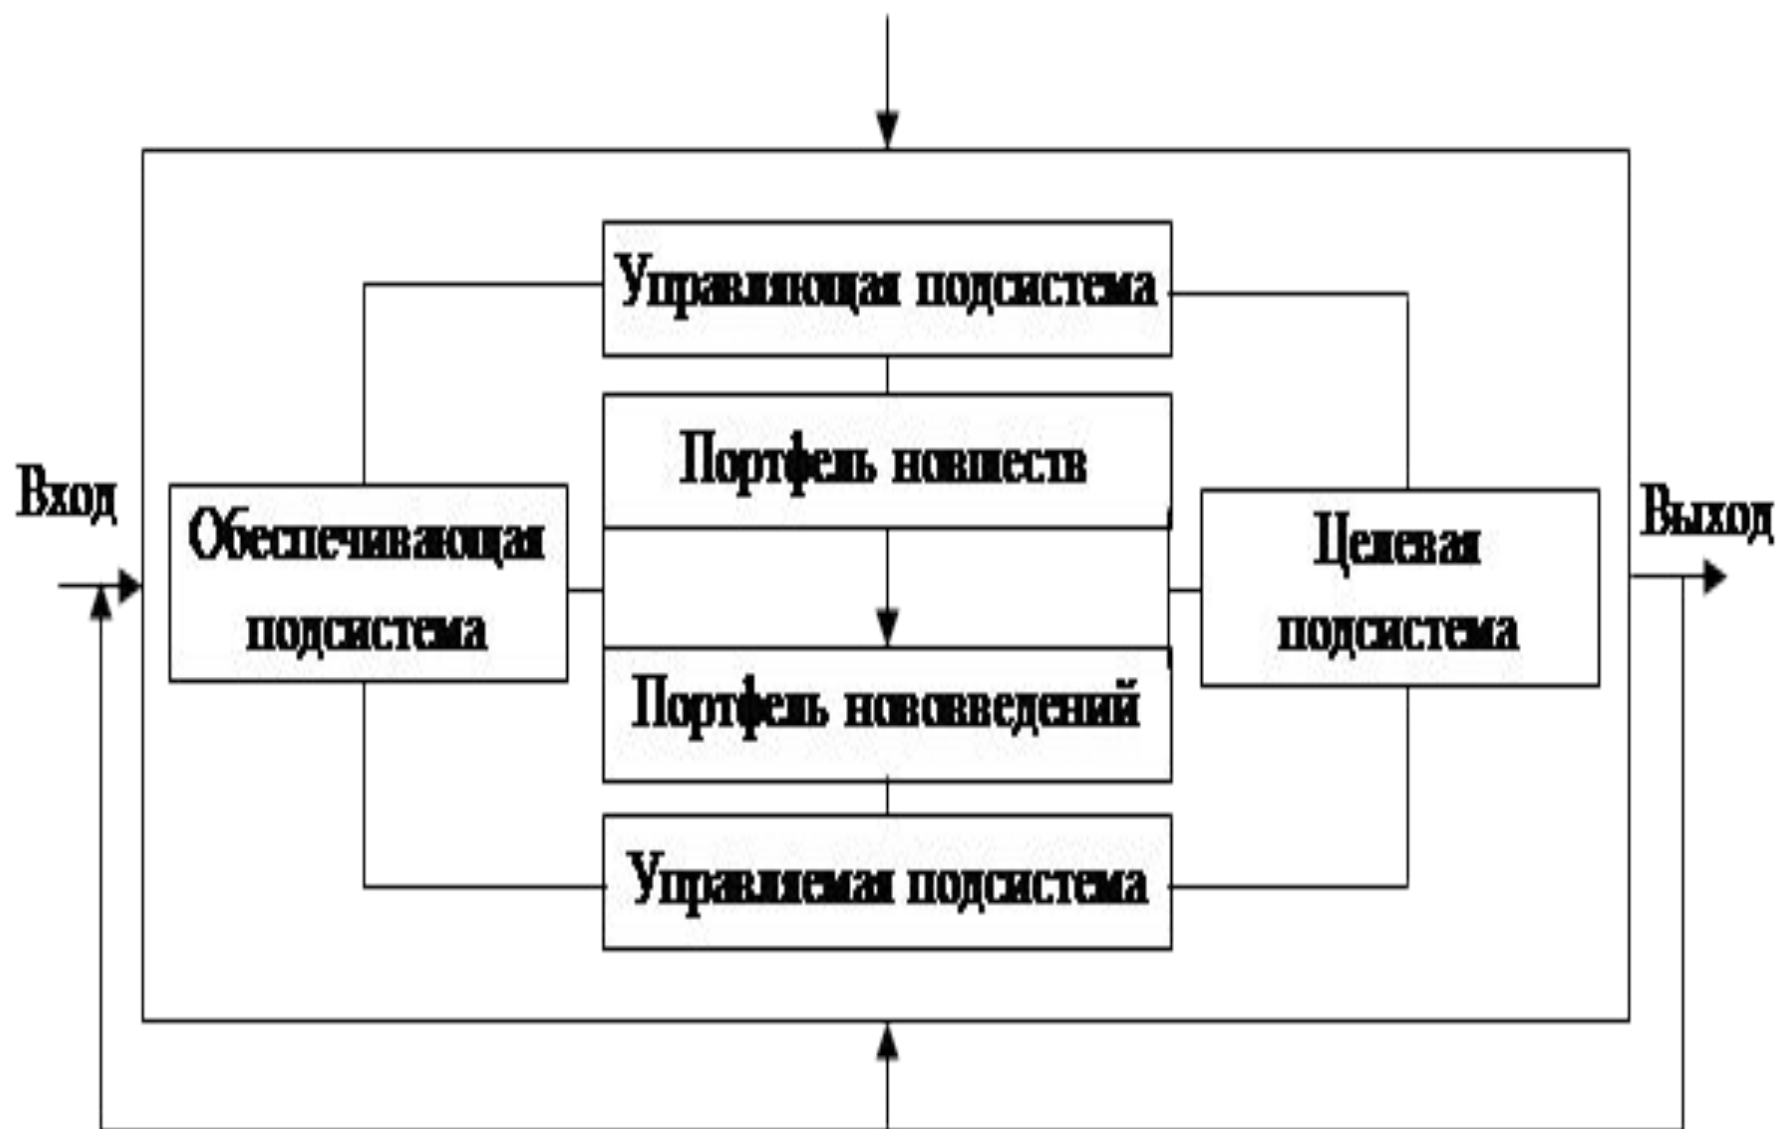 Управляющая подсистема
Портфель новшеств
Вход
Обеспечивающая
подсистема
Целевая
подсистема
Выход
Портфель нововведений
Управляемая подсистема